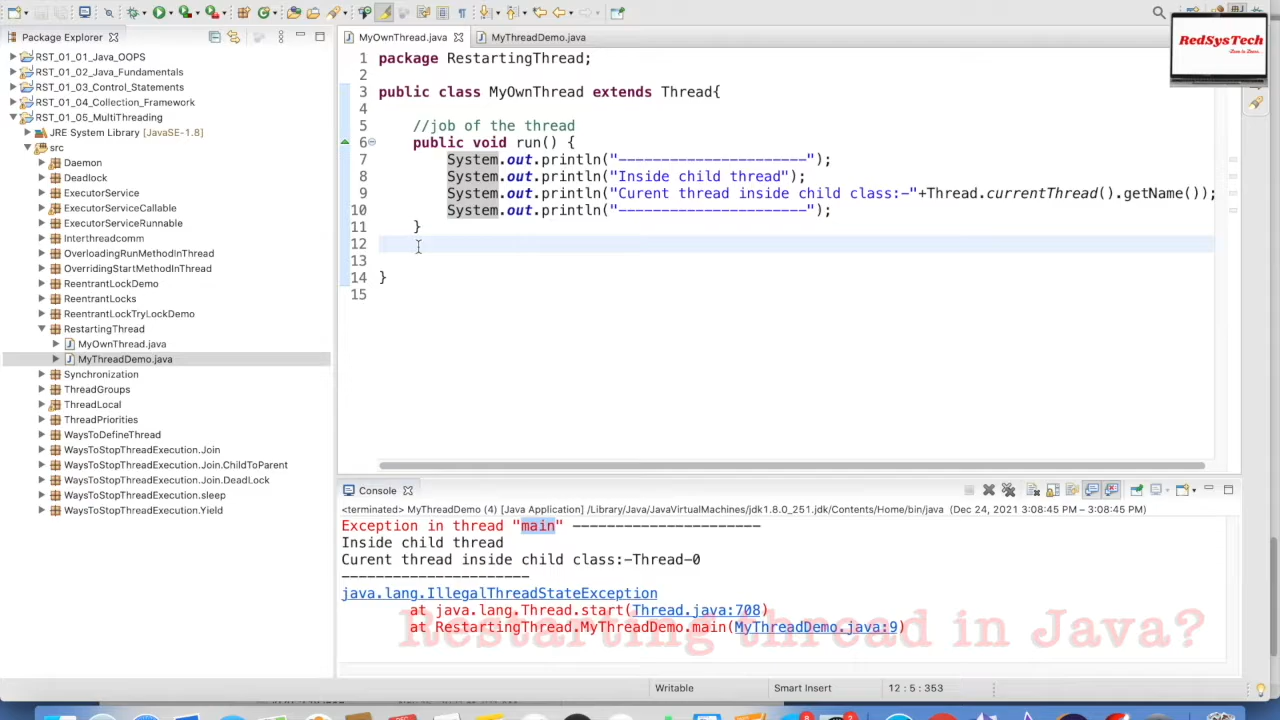 Package Explorer
RST_01_01_Java_OOPS
RST_01_02_Java_Fundamentals
RST_01_03_Control_Statements
RST_01_04_Collection_Framework
RST_01_05_MultiThreading
JRE System Library [JavaSE-1.8]
src
Daemon
Deadlock
ExecutorService
ExecutorServiceCallable
ExecutorServiceRunnable
Interthreadcomm
OverloadingRunMethodInThread
OverridingStartMethodInThread
ReentrantLockDemo
ReentrantLocks
ReentrantLockTryLockDemo
RestartingThread
MyOwnThread.java
MyThreadDemo.java
Synchronization
ThreadGroups
ThreadLocal
ThreadPriorities
WaysToDefineThread
WaysToStopThreadExecution.Join
WaysToStopThreadExecution.Join.ChildToParent
WaysToStopThreadExecution.Join.DeadLock
WaysToStopThreadExecution.sleep
WaysToStopThreadExecution.Yield
MyOwnThread.java MyThreadDemo.java
RedSysTech
1 package RestartingThread;
2
3 public class MyOwnThread extends Thread{
4
5 //job of the thread
6 public void run() {
7 System.out.println("----------------------");
8 System.out.println("Inside child thread");
9 System.out.println("Curent thread inside child class:-"+Thread.currentThread().getName());
10 System.out.println("----------------------");
11 }
12
13
14 }
15
Console
<terminated> MyThreadDemo (4) [Java Application] /Library/Java/JavaVirtualMachines/jdk1.8.0_251.jdk/Contents/Home/bin/java (Dec 24, 2021 3:08:45 PM – 3:08:45 PM)
Exception in thread "main" ----------------------
Inside child thread
Curent thread inside child class:-Thread-0
----------------------
java.lang.IllegalThreadStateException
at java.lang.Thread.start(Thread.java:708)
at RestartingThread.MyThreadDemo.main(MyThreadDemo.java:9)
Restarting thread in Java?
Writable Smart Insert 12 : 5 : 353